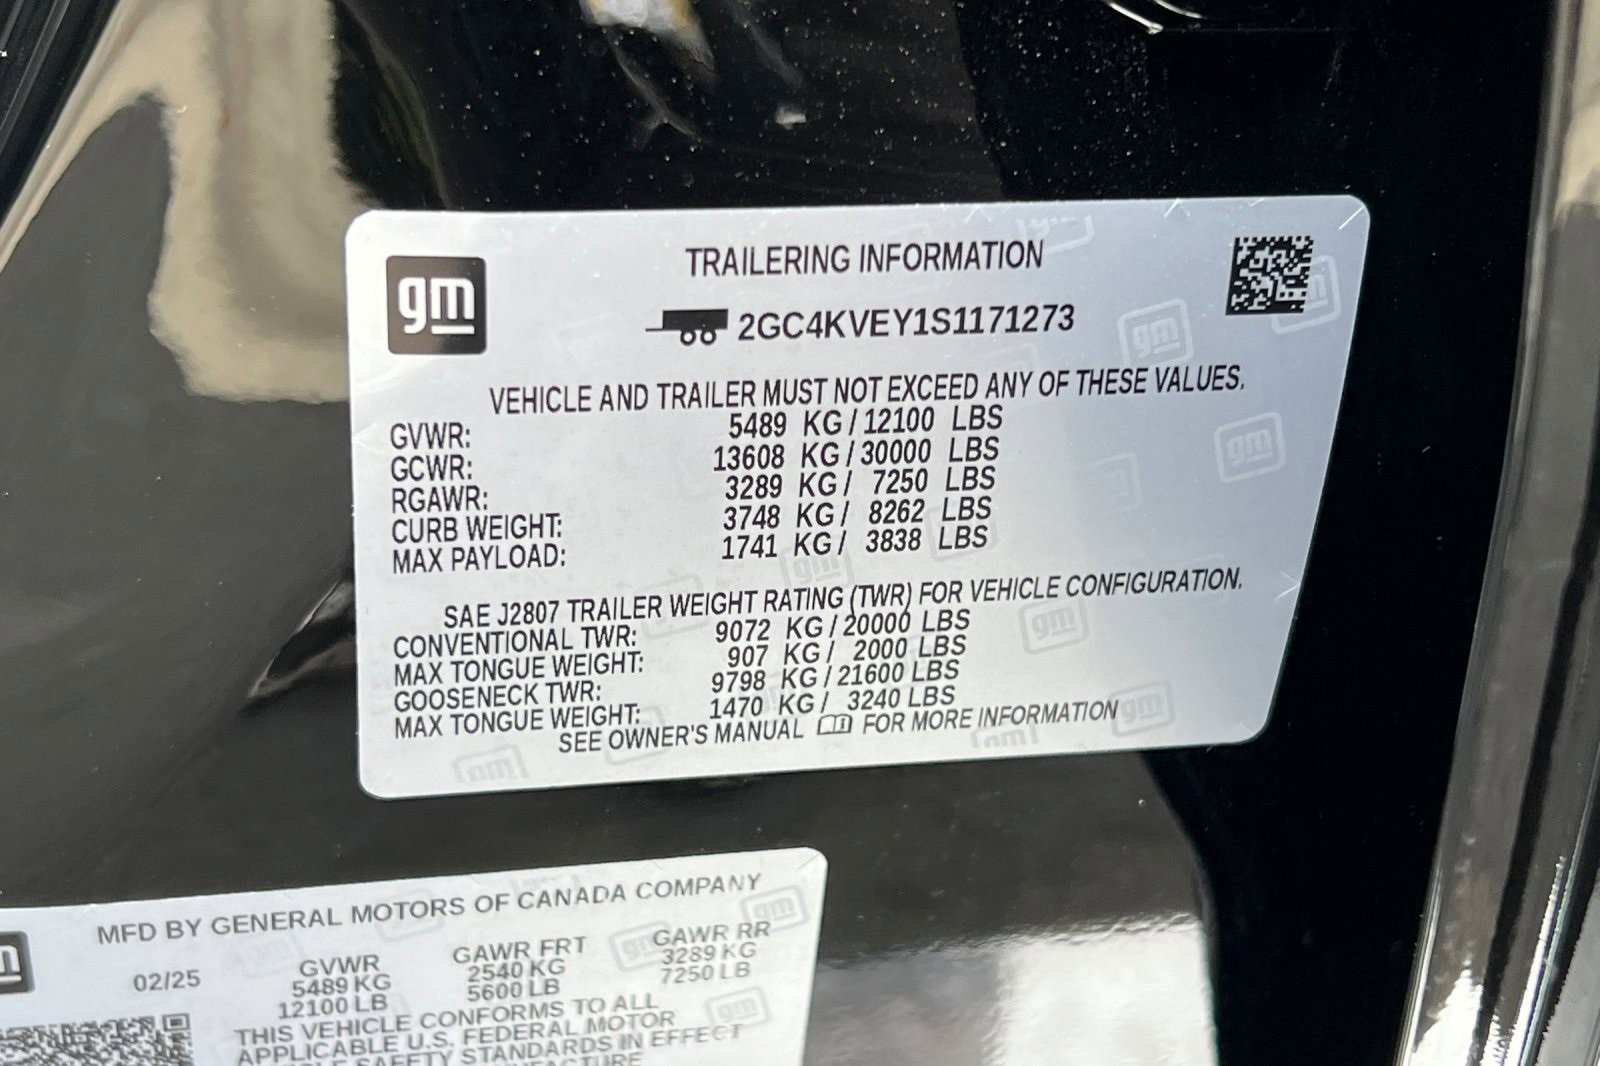 gm
TRAILERING INFORMATION
2GC4KVEY1S1171273
VEHICLE AND TRAILER MUST NOT EXCEED ANY OF THESE VALUES.
GVWR: 5489 KG / 12100 LBS
GCWR: 13608 KG / 30000 LBS
RGAWR: 3289 KG / 7250 LBS
CURB WEIGHT: 3748 KG / 8262 LBS
MAX PAYLOAD: 1741 KG / 3838 LBS
SAE J2807 TRAILER WEIGHT RATING (TWR) FOR VEHICLE CONFIGURATION.
CONVENTIONAL TWR: 9072 KG / 20000 LBS
MAX TONGUE WEIGHT: 907 KG / 2000 LBS
GOOSENECK TWR: 9798 KG / 21600 LBS
MAX TONGUE WEIGHT: 1470 KG / 3240 LBS
SEE OWNER'S MANUAL FOR MORE INFORMATION
MFD BY GENERAL MOTORS OF CANADA COMPANY
02/25 GVWR GAWR FRT GAWR RR
5489 KG 2540 KG 3289 KG
12100 LB 5600 LB 7250 LB
THIS VEHICLE CONFORMS TO ALL
APPLICABLE U.S. FEDERAL MOTOR
SAFETY STANDARDS IN EFFECT